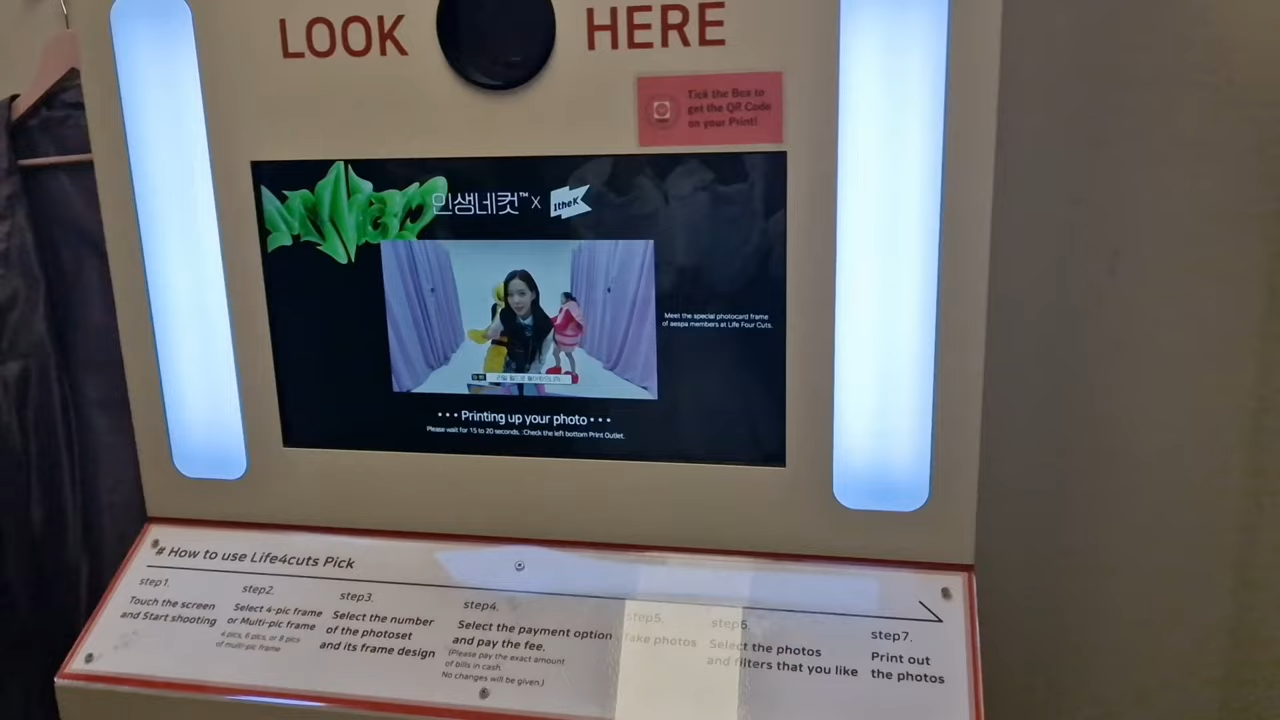 LOOK HERE
Tick the Box to
get the QR Code
on your Print!
인생네컷™ X ItheK
Meet the special photocard frame
of aespa members at Life Four Cuts.
• • • Printing up your photo • • •
Please wait for 15 to 20 seconds. :Check the left bottom Print Outlet.
# How to use Life4cuts Pick
step1.
Touch the screen
and Start shooting
step2.
Select 4-pic frame
or Multi-pic frame
4 pics, 6 pics, or 8 pics
of multi-pic frame
step3.
Select the number
of the photoset
and its frame design
step4.
Select the payment option
and pay the fee.
(Please pay the exact amount
of bills in cash.
No changes will be given.)
step5.
Take photos
step6.
Select the photos
and filters that you like
step7.
Print out
the photos